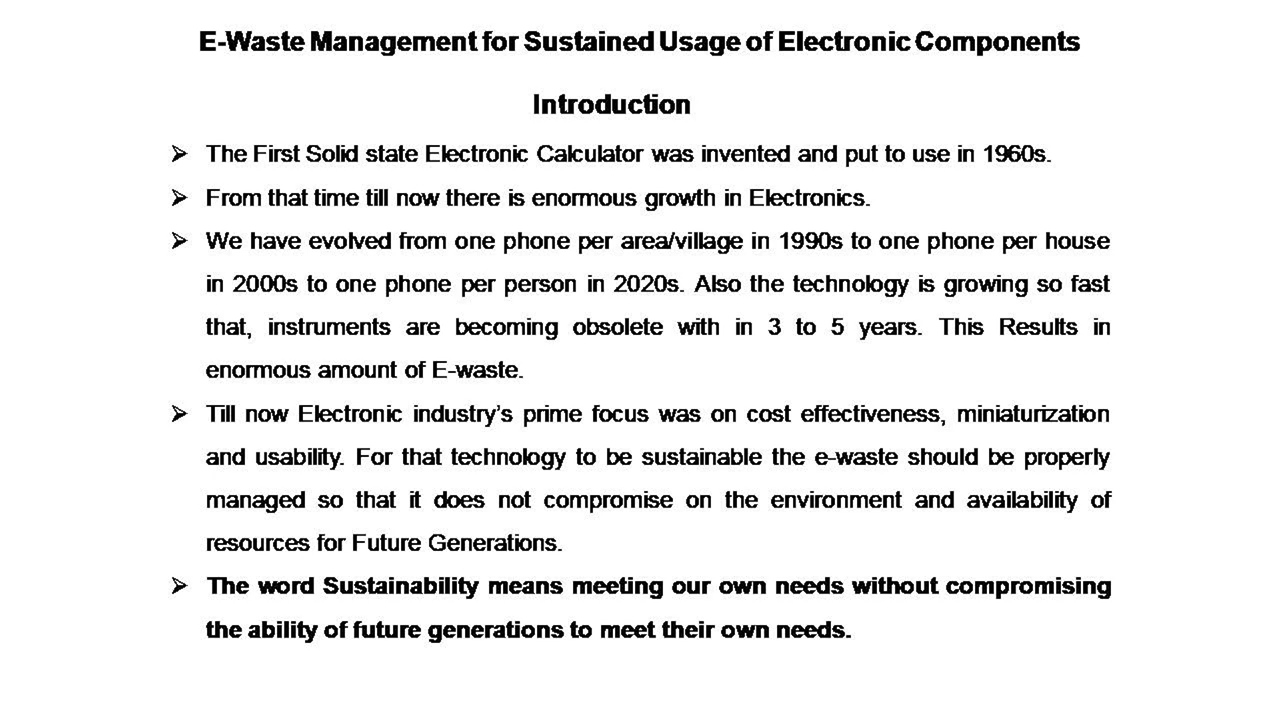 E-Waste Management for Sustained Usage of Electronic Components
Introduction
➢ The First Solid state Electronic Calculator was invented and put to use in 1960s.
➢ From that time till now there is enormous growth in Electronics.
➢ We have evolved from one phone per area/village in 1990s to one phone per house
in 2000s to one phone per person in 2020s. Also the technology is growing so fast
that, instruments are becoming obsolete with in 3 to 5 years. This Results in
enormous amount of E-waste.
➢ Till now Electronic industry’s prime focus was on cost effectiveness, miniaturization
and usability. For that technology to be sustainable the e-waste should be properly
managed so that it does not compromise on the environment and availability of
resources for Future Generations.
➢ The word Sustainability means meeting our own needs without compromising
the ability of future generations to meet their own needs.